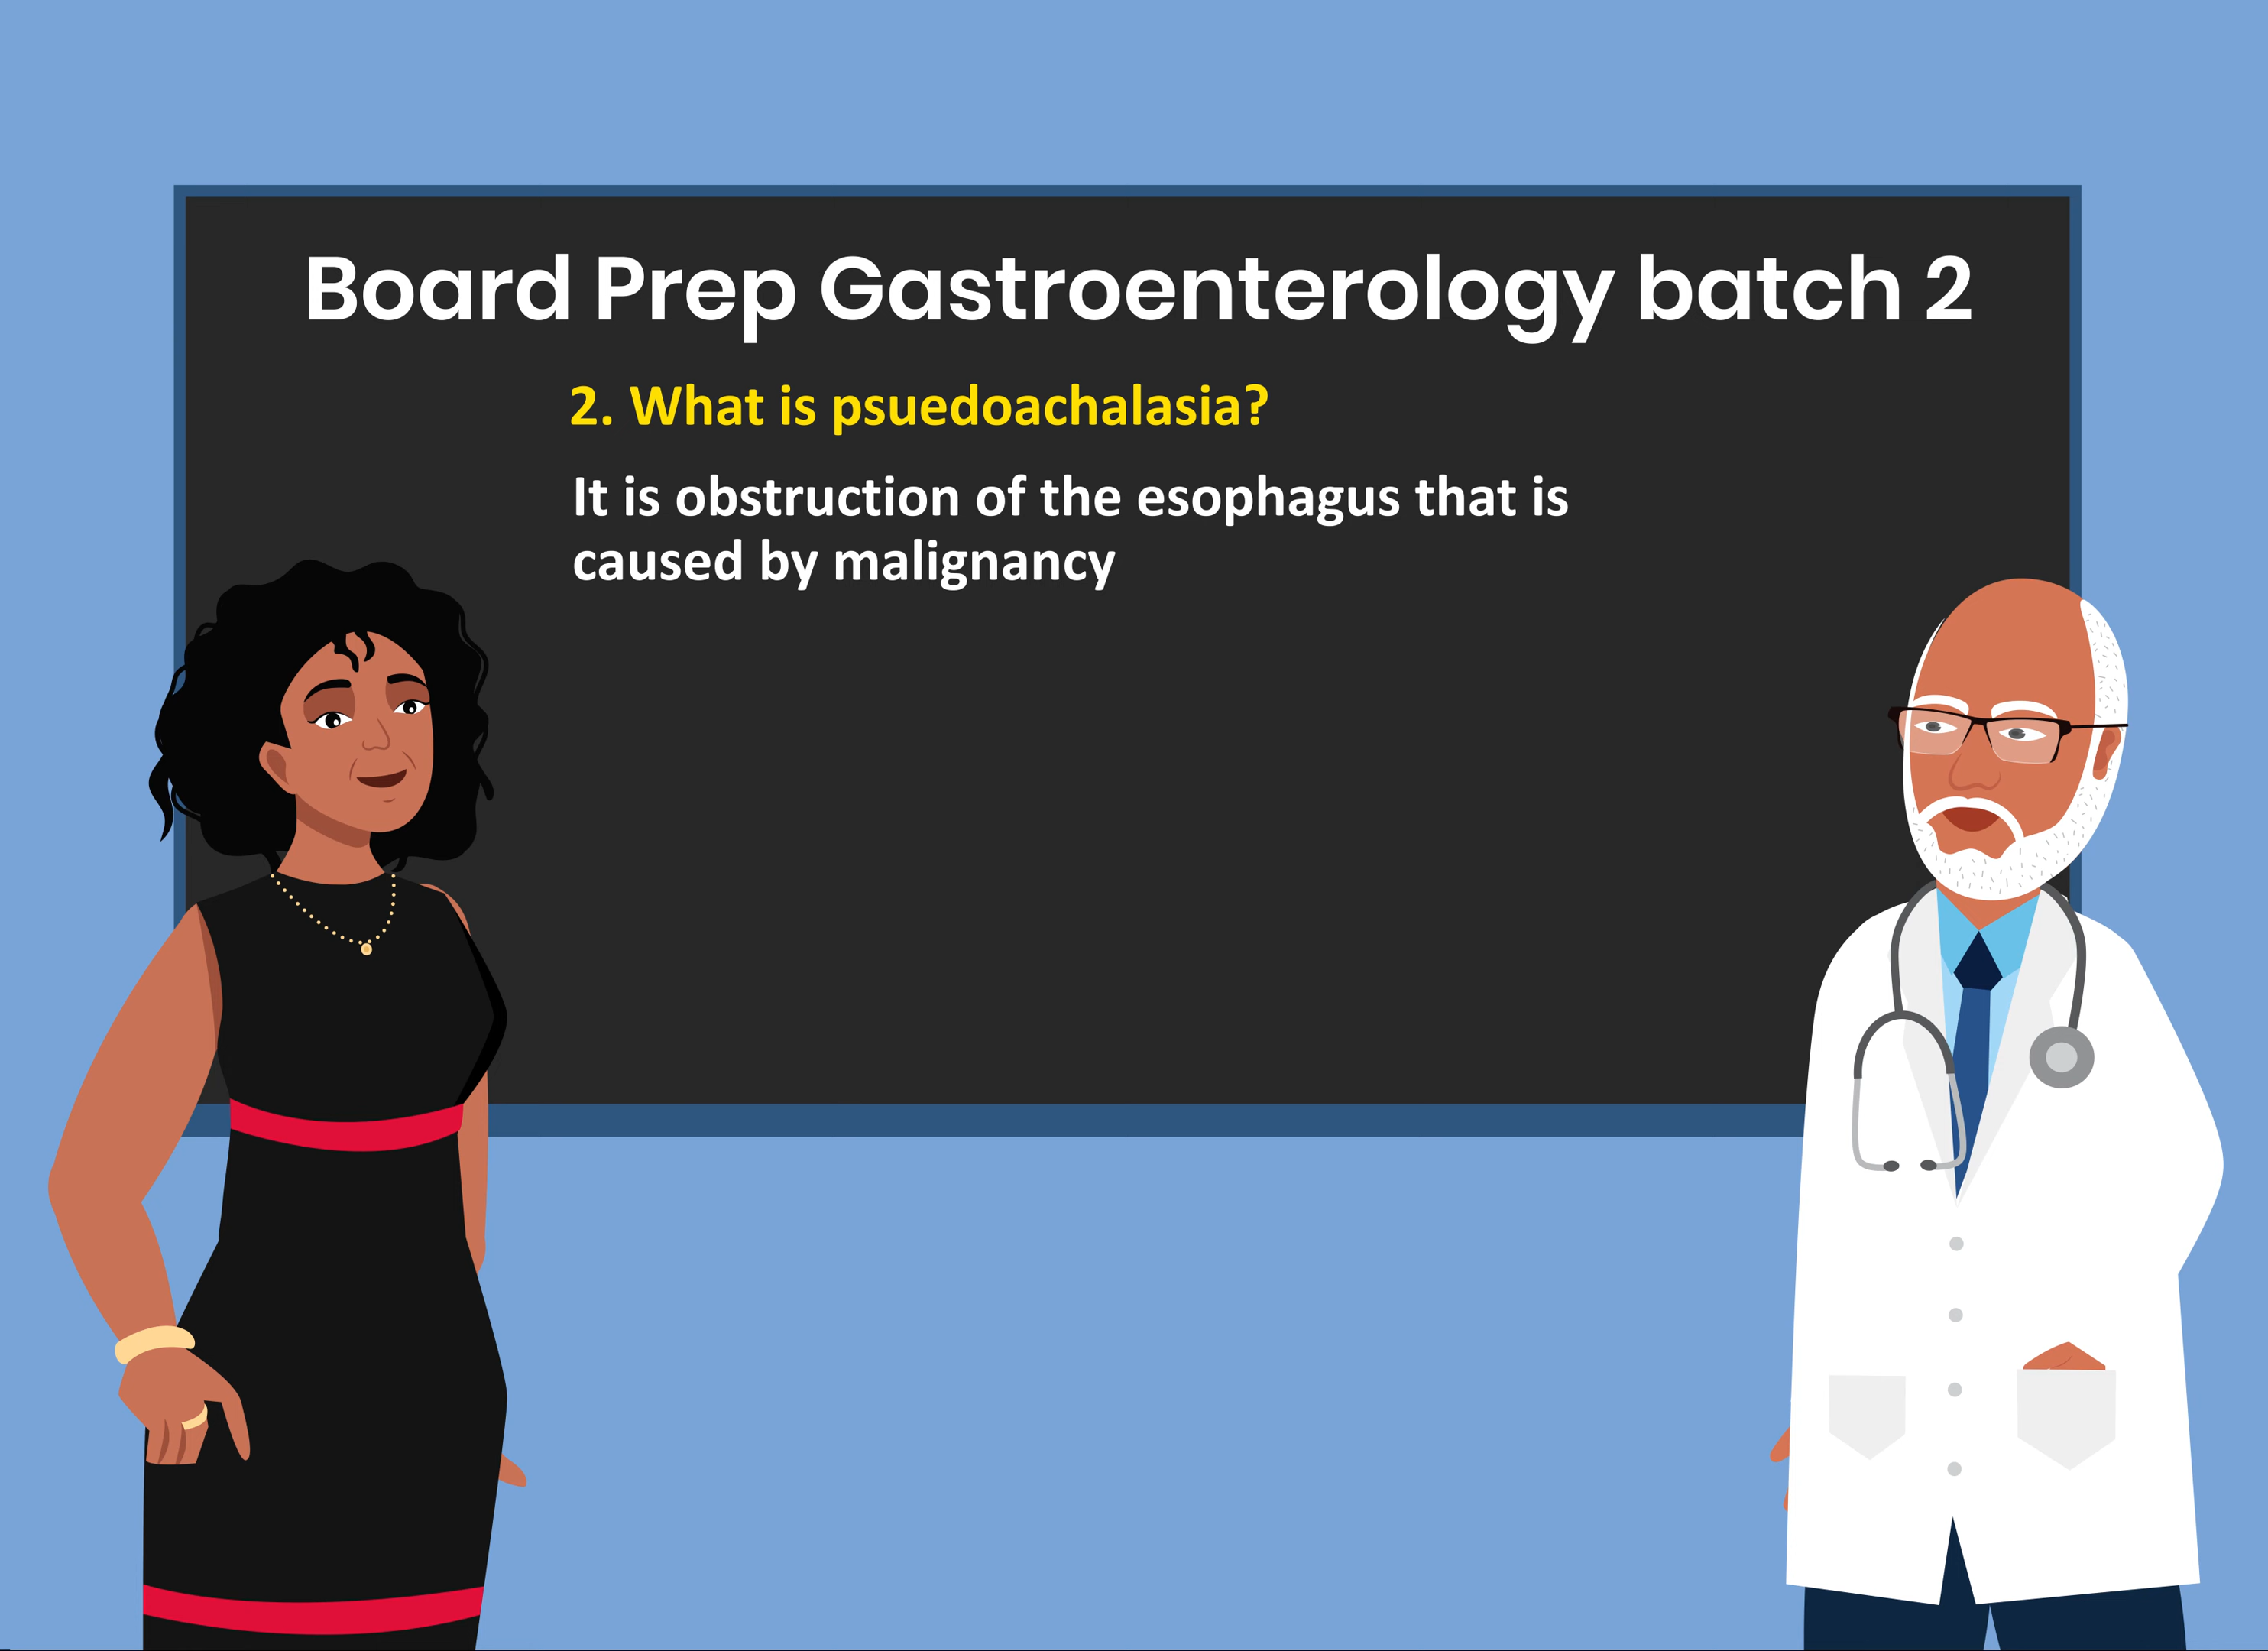 Board Prep Gastroenterology batch 2
2. What is psuedoachalasia?
It is obstruction of the esophagus that is
caused by malignancy